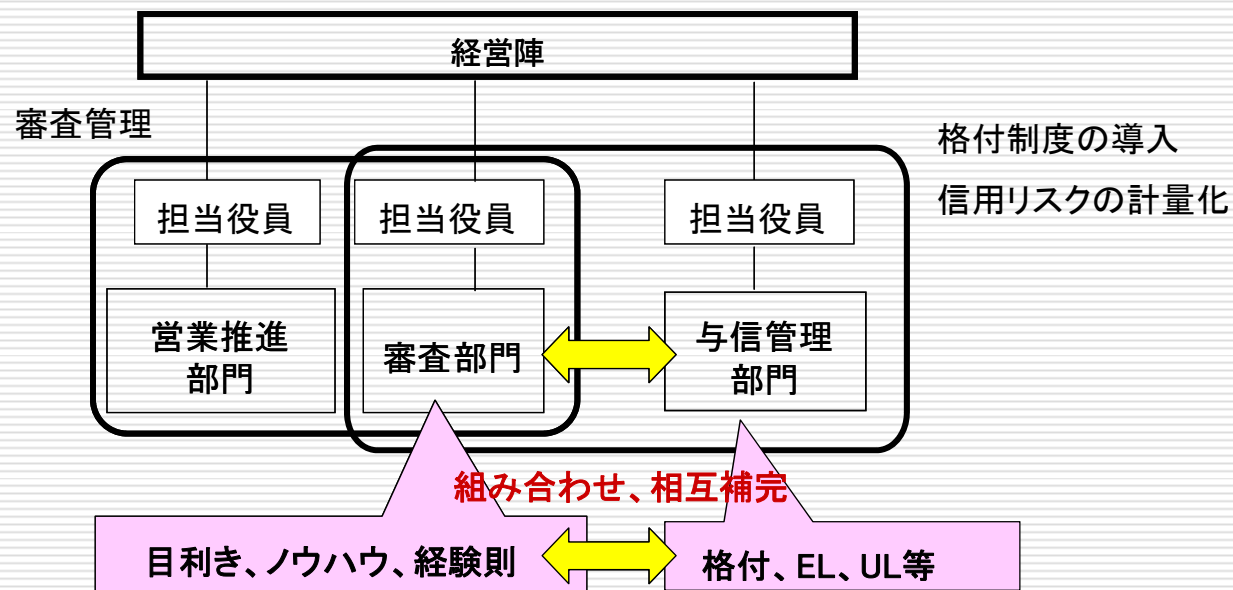 経営陣
審査管理
格付制度の導入
信用リスクの計量化
担当役員
担当役員
担当役員
営業推進
部門
審査部門
与信管理
部門
組み合わせ、相互補完
目利き、ノウハウ、経験則
格付、EL、UL等